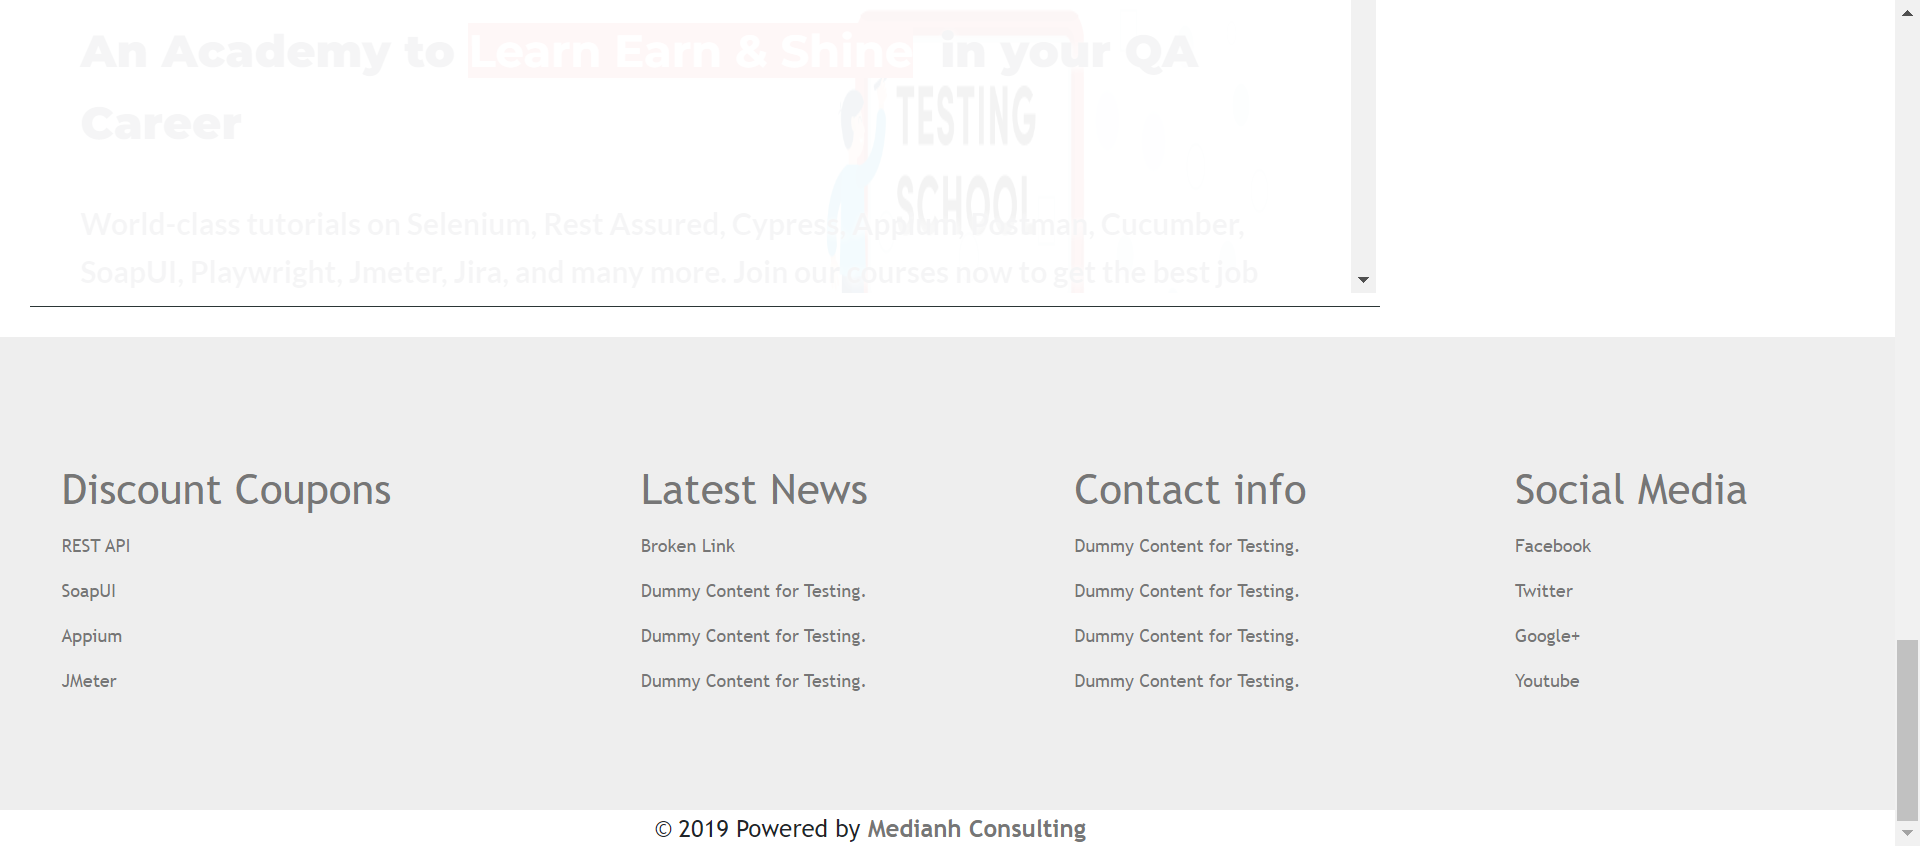 An Academy to Learn Earn & Shine in your QA
Career
TESTING
SCHOOL
World-class tutorials on Selenium, Rest Assured, Cypress, Appium, Postman, Cucumber,
SoapUI, Playwright, Jmeter, Jira, and many more. Join our courses now to get the best job
Discount Coupons
REST API
SoapUI
Appium
JMeter
Latest News
Broken Link
Dummy Content for Testing.
Dummy Content for Testing.
Dummy Content for Testing.
Contact info
Dummy Content for Testing.
Dummy Content for Testing.
Dummy Content for Testing.
Dummy Content for Testing.
Social Media
Facebook
Twitter
Google+
Youtube
© 2019 Powered by Medianh Consulting